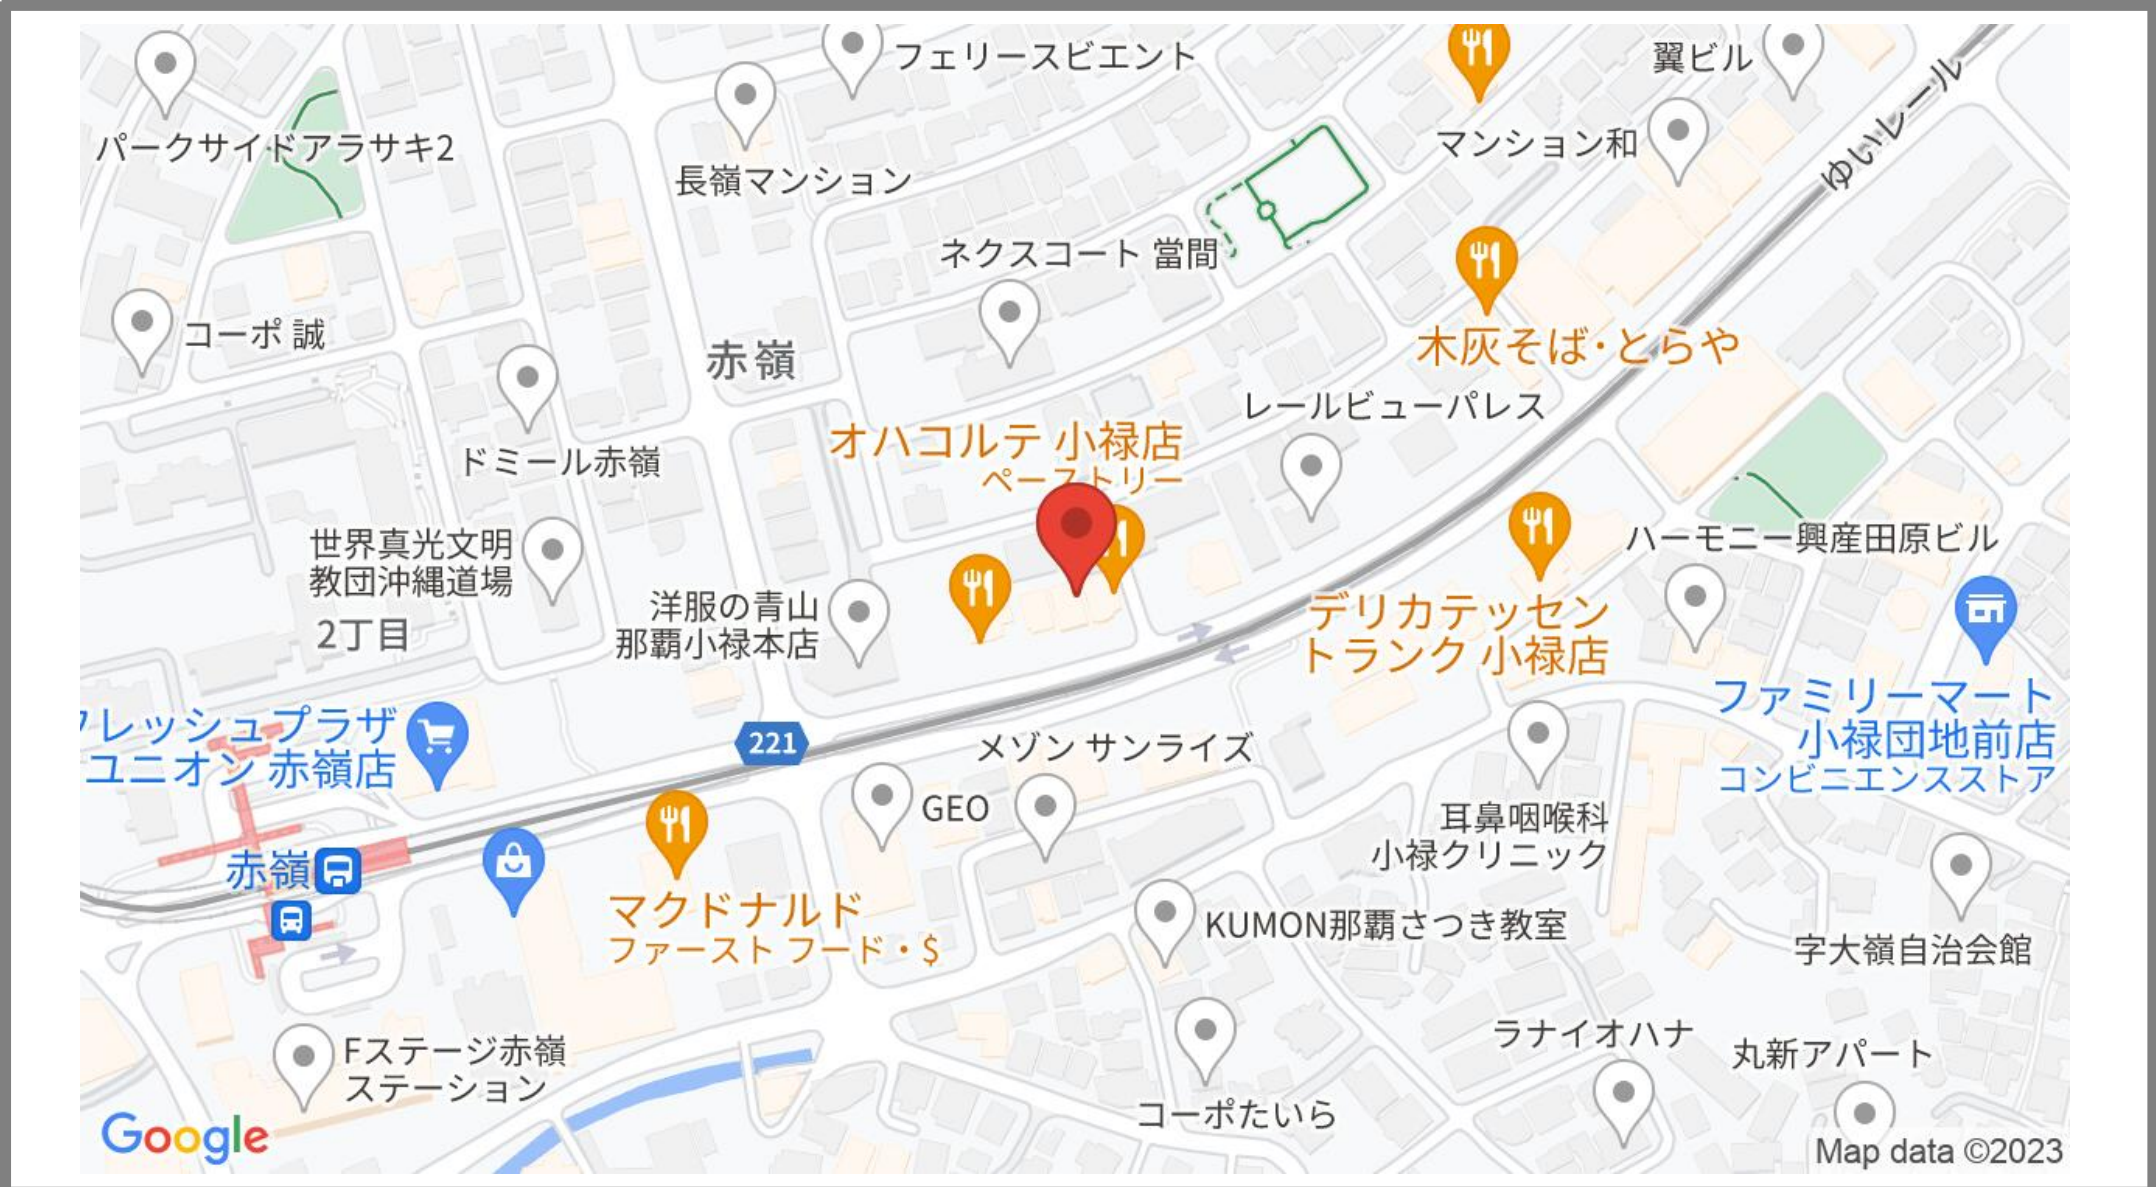 フェリースビエント
翼ビル
ゆいレール
パークサイドアラサキ2
マンション和
長嶺マンション
ネクスコート 當間
コーポ 誠
赤嶺
木灰そば・とらや
レールビューパレス
オハコルテ 小禄店
ペーストリー
ドミール赤嶺
世界真光文明
教団沖縄道場
2丁目
洋服の青山
那覇小禄本店
デリカテッセン
トランク 小禄店
ハーモニー興産田原ビル
ファミリーマート
小禄団地前店
コンビニエンスストア
フレッシュプラザ
ユニオン 赤嶺店
221
メゾン サンライズ
GEO
耳鼻咽喉科
小禄クリニック
赤嶺
マクドナルド
ファースト フード・$
KUMON那覇さつき教室
字大嶺自治会館
Fステージ赤嶺
ステーション
ラナイオハナ
丸新アパート
コーポたいら
Google
Map data ©2023